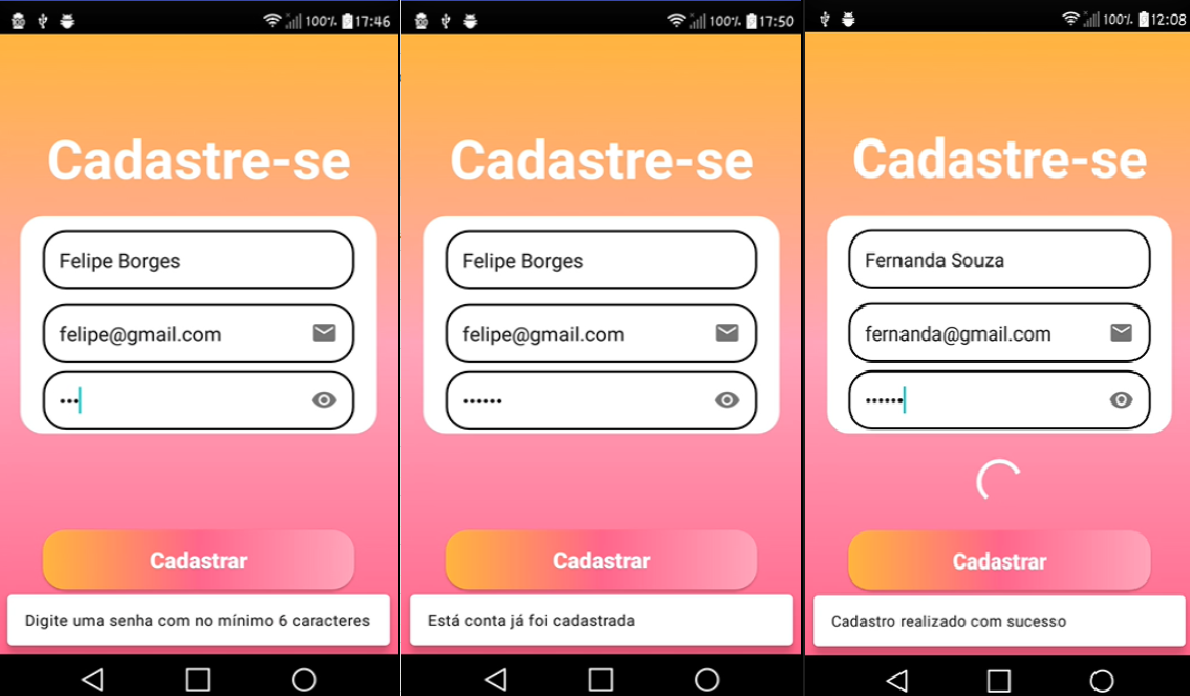 100% 17:46
Cadastre-se
Felipe Borges
felipe@gmail.com
•••
Cadastrar
Digite uma senha com no mínimo 6 caracteres
100% 17:50
Cadastre-se
Felipe Borges
felipe@gmail.com
••••••
Cadastrar
Está conta já foi cadastrada
100% 12:08
Cadastre-se
Fernanda Souza
fernanda@gmail.com
••••••
Cadastrar
Cadastro realizado com sucesso